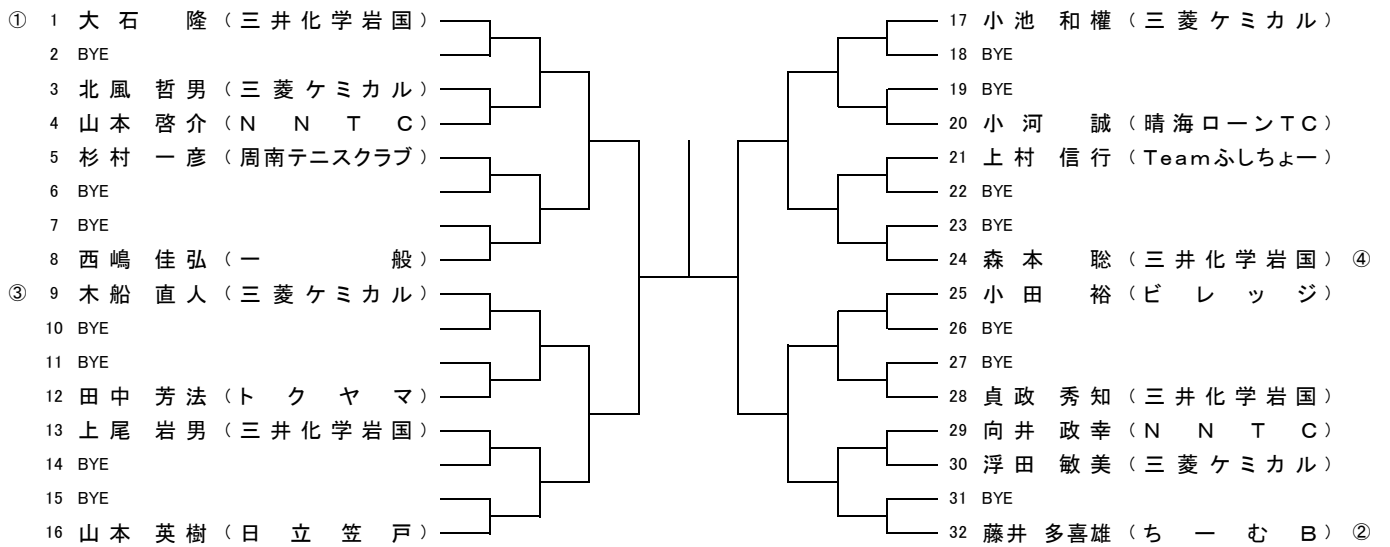 ① 1 大石 隆（三井化学岩国）
2 BYE
3 北風 哲男（三菱ケミカル）
4 山本 啓介（NNTC）
5 杉村 一彦（周南テニスクラブ）
6 BYE
7 BYE
8 西嶋 佳弘（一般）
③ 9 木船 直人（三菱ケミカル）
10 BYE
11 BYE
12 田中 芳法（トクヤマ）
13 上尾 岩男（三井化学岩国）
14 BYE
15 BYE
16 山本 英樹（日立笠戸）
17 小池 和權（三菱ケミカル）
18 BYE
19 BYE
20 小河 誠（晴海ローンTC）
21 上村 信行（Teamふしちょー）
22 BYE
23 BYE
24 森本 聡（三井化学岩国）④
25 小田 裕（ビレッジ）
26 BYE
27 BYE
28 貞政 秀知（三井化学岩国）
29 向井 政幸（NNTC）
30 浮田 敏美（三菱ケミカル）
31 BYE
32 藤井 多喜雄（ちーむB）②